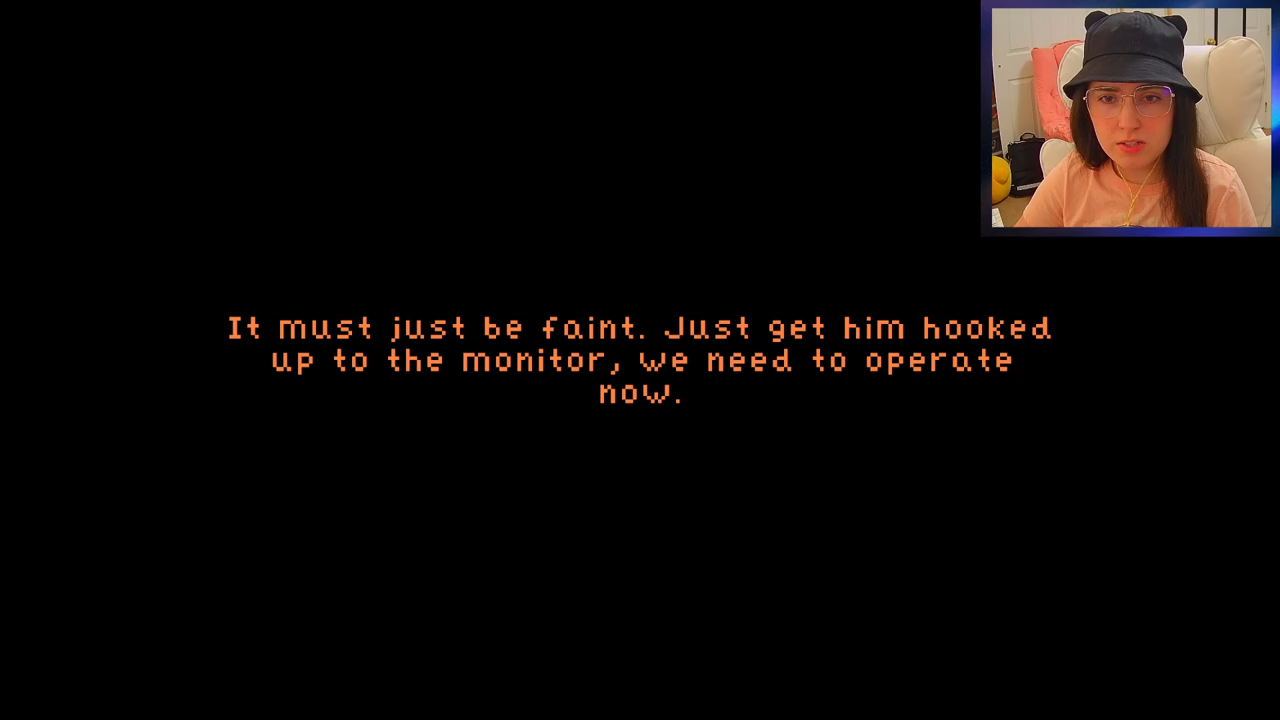 It must just be faint. Just get him hooked
up to the monitor, we need to operate
now.